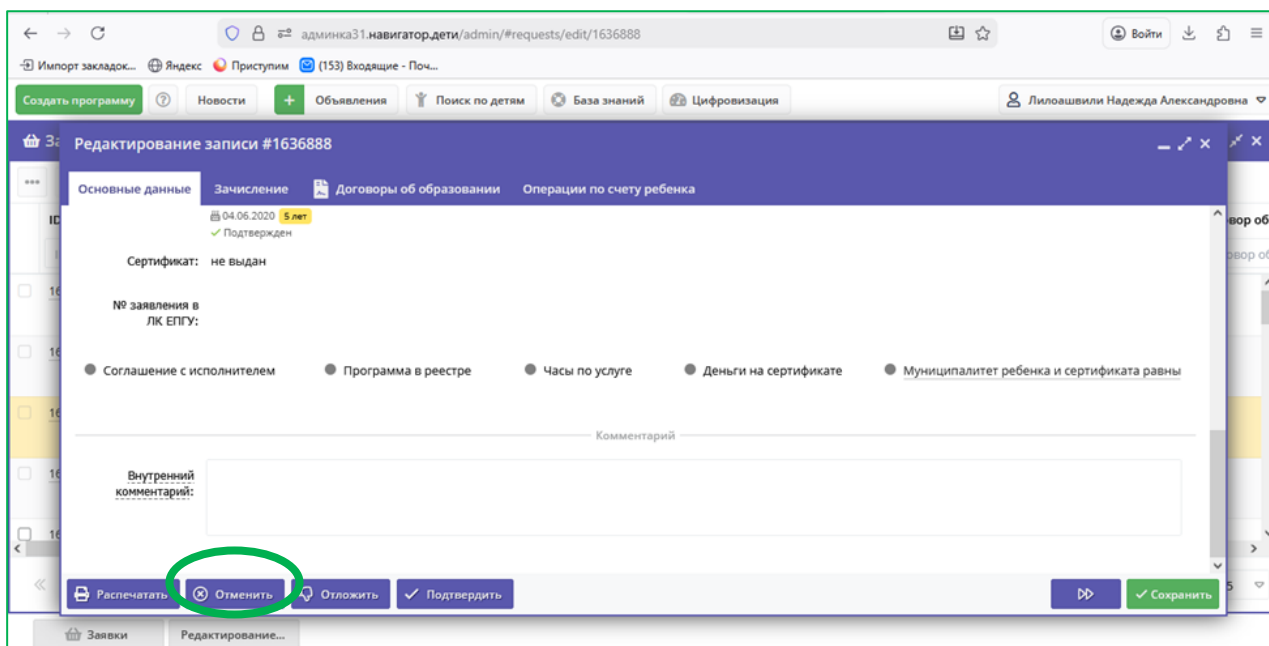 админка31.навигатор.дети/admin/#requests/edit/1636888
Войти
Импорт закладок... Яндекс Приступим (153) Входящие - Поч...
Создать программу Новости + Объявления Поиск по детям База знаний Цифровизация Лилоашвили Надежда Александровна
Редактирование записи #1636888
Основные данные Зачисление Договоры об образовании Операции по счету ребенка
04.06.2020 5 лет
Подтвержден
Сертификат: не выдан
№ заявления в
ЛК ЕПГУ:
Соглашение с исполнителем Программа в реестре Часы по услуге Деньги на сертификате Муниципалитет ребенка и сертификата равны
Комментарий
Внутренний
комментарий:
Распечатать Отменить Отложить Подтвердить Сохранить
Заявки Редактирование...